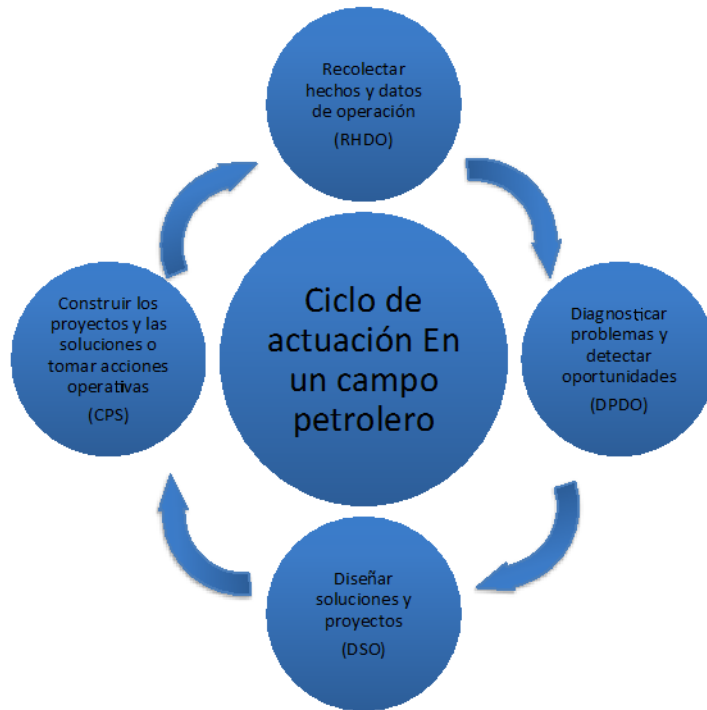 Recolectar
hechos y datos
de operación
(RHDO)
Diagnosticar
problemas y
detectar
oportunidades
(DPDO)
Diseñar
soluciones y
proyectos
(DSO)
Construir los
proyectos y las
soluciones o
tomar acciones
operativas
(CPS)
Ciclo de
actuación En
un campo
petrolero